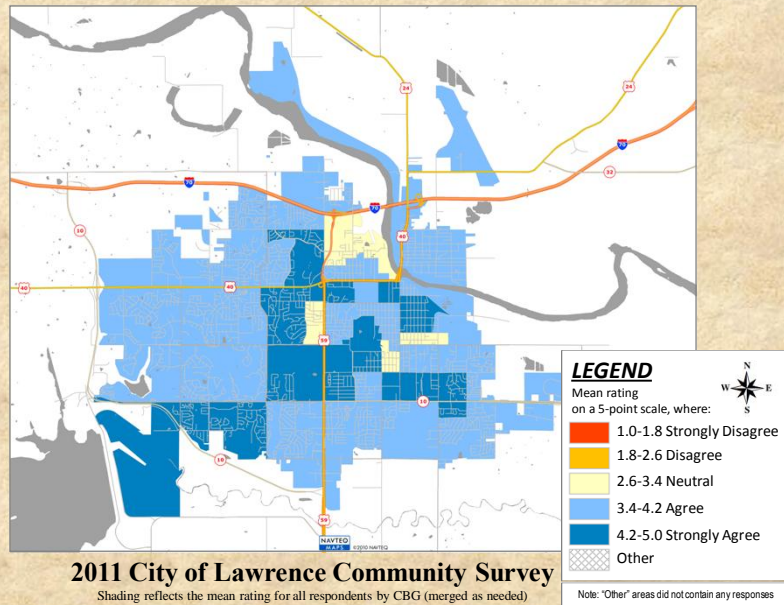 24
24
70
70
32
70
10
40
40
40
59
10
10
59
NAVTEQ
MAPS ©2010 NAVTEQ
LEGEND
Mean rating
on a 5-point scale, where:
N
W E
S
1.0-1.8 Strongly Disagree
1.8-2.6 Disagree
2.6-3.4 Neutral
3.4-4.2 Agree
4.2-5.0 Strongly Agree
Other
2011 City of Lawrence Community Survey
Shading reflects the mean rating for all respondents by CBG (merged as needed)
Note: "Other" areas did not contain any responses